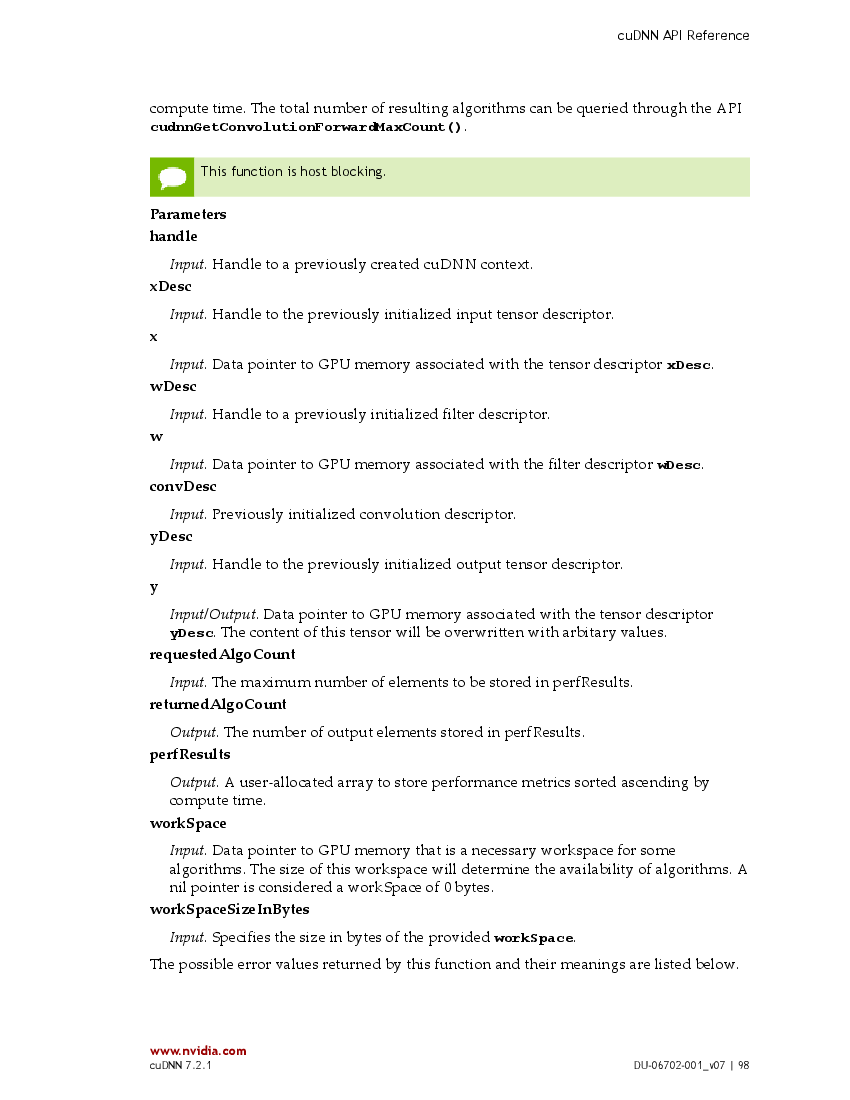 cuDNN API Reference
compute time. The total number of resulting algorithms can be queried through the API
cudnnGetConvolutionForwardMaxCount().
This function is host blocking.
Parameters
handle
Input. Handle to a previously created cuDNN context.
xDesc
Input. Handle to the previously initialized input tensor descriptor.
x
Input. Data pointer to GPU memory associated with the tensor descriptor xDesc.
wDesc
Input. Handle to a previously initialized filter descriptor.
w
Input. Data pointer to GPU memory associated with the filter descriptor wDesc.
convDesc
Input. Previously initialized convolution descriptor.
yDesc
Input. Handle to the previously initialized output tensor descriptor.
y
Input/Output. Data pointer to GPU memory associated with the tensor descriptor
yDesc. The content of this tensor will be overwritten with arbitary values.
requestedAlgoCount
Input. The maximum number of elements to be stored in perfResults.
returnedAlgoCount
Output. The number of output elements stored in perfResults.
perfResults
Output. A user-allocated array to store performance metrics sorted ascending by
compute time.
workSpace
Input. Data pointer to GPU memory that is a necessary workspace for some
algorithms. The size of this workspace will determine the availability of algorithms. A
nil pointer is considered a workSpace of 0 bytes.
workSpaceSizeInBytes
Input. Specifies the size in bytes of the provided workSpace.
The possible error values returned by this function and their meanings are listed below.
www.nvidia.com
cuDNN 7.2.1 DU-06702-001_v07 | 98